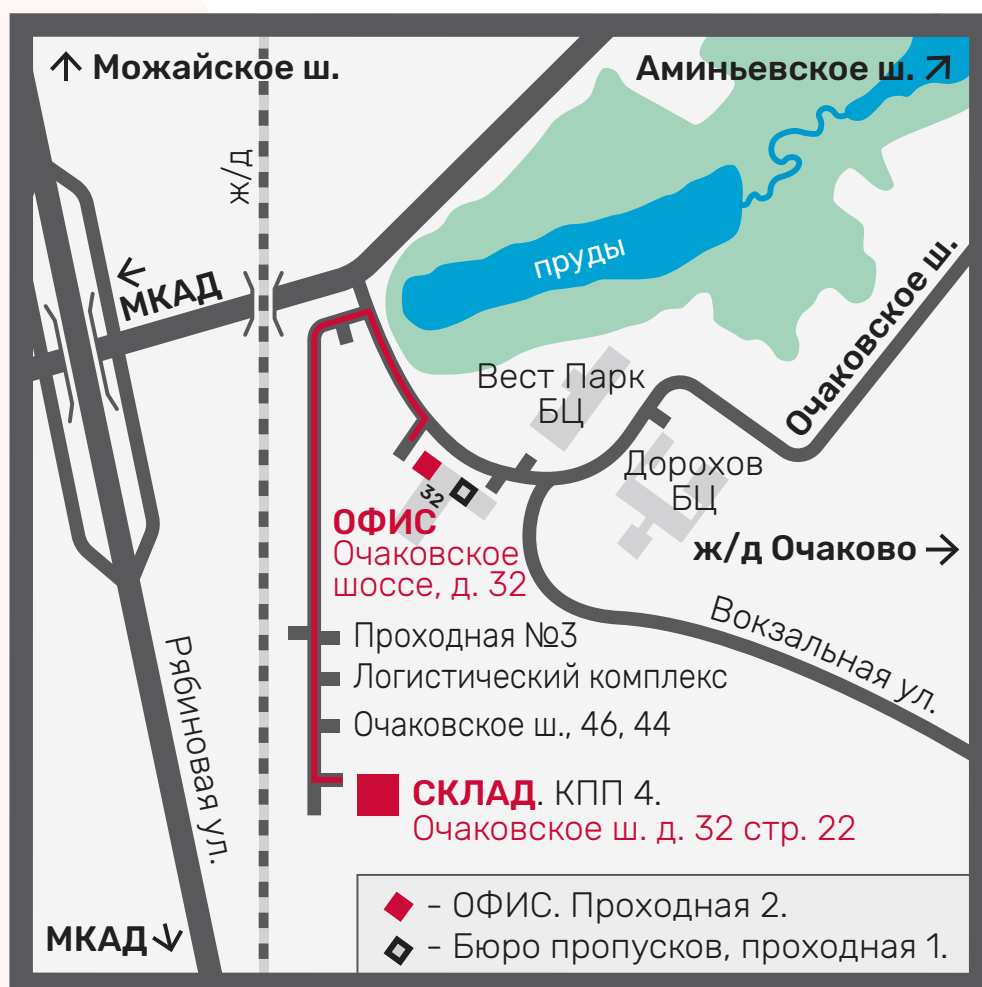 Можайское ш.
Аминьевское ш.
ж/д
МКАД
пруды
Очаковское ш.
Вест Парк
БЦ
Дорохов
БЦ
32
ОФИС
Очаковское
шоссе, д. 32
ж/д Очаково
Вокзальная ул.
Рябиновая ул.
Проходная №3
Логистический комплекс
Очаковское ш., 46, 44
СКЛАД. КПП 4.
Очаковское ш. д. 32 стр. 22
МКАД
- ОФИС. Проходная 2.
- Бюро пропусков, проходная 1.